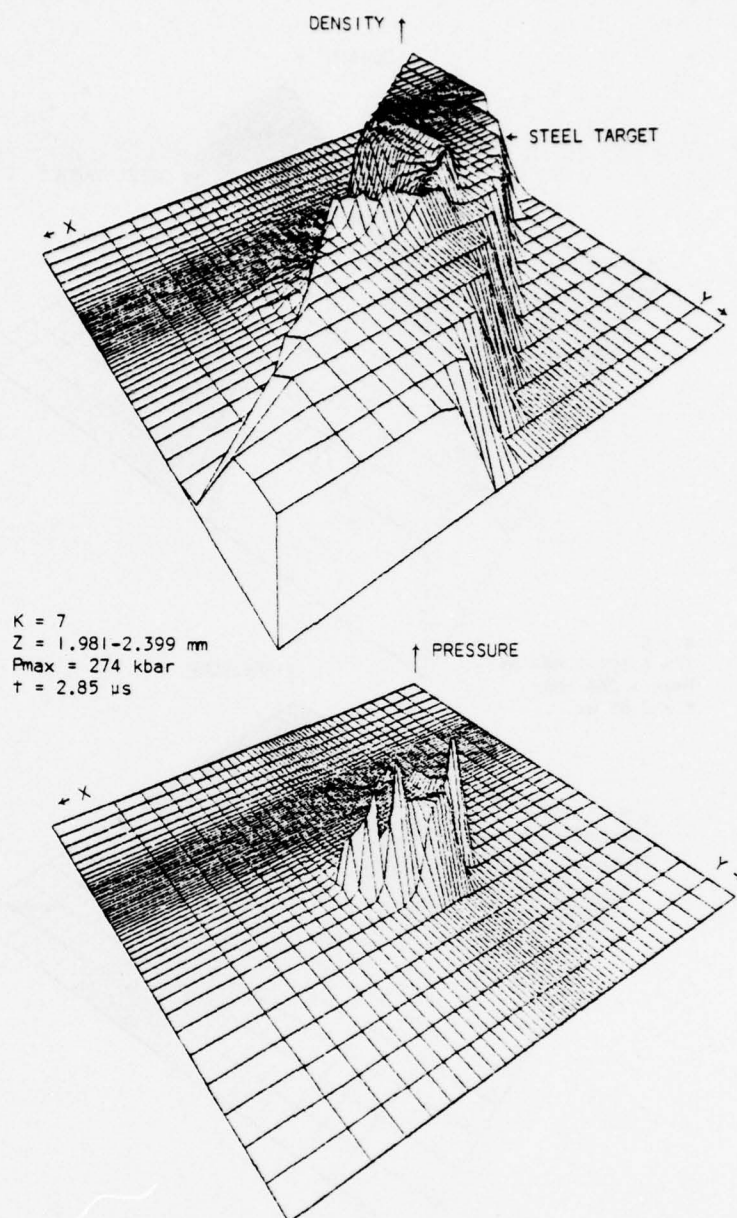 DENSITY ↑
← STEEL TARGET
← X
Y →
K = 7
Z = 1.981-2.399 mm
Pmax = 274 kbar
t = 2.85 µs
↑ PRESSURE
← X
Y →